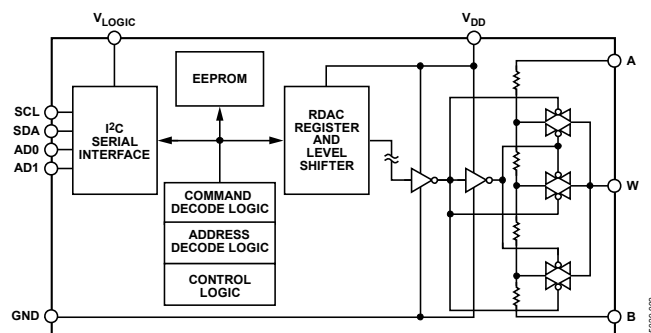 VLOGIC
VDD
A
EEPROM
SCL
SDA
AD0
AD1
I2C
SERIAL
INTERFACE
RDAC
REGISTER
AND
LEVEL
SHIFTER
W
COMMAND
DECODE LOGIC
ADDRESS
DECODE LOGIC
CONTROL
LOGIC
GND
B